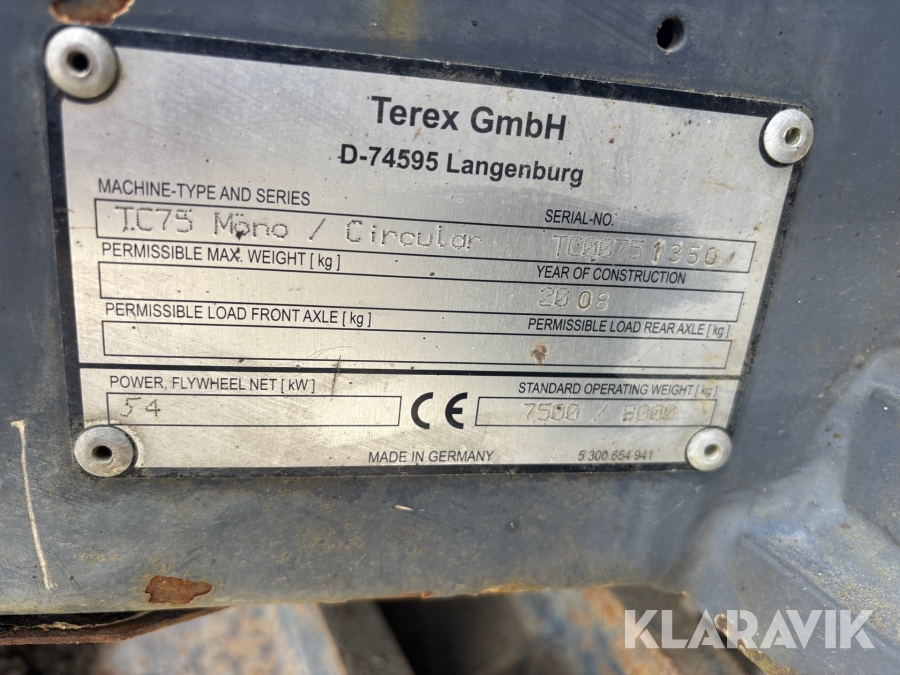 Terex GmbH
D-74595 Langenburg
MACHINE-TYPE AND SERIES
SERIAL-NO.
TC75 Mono / Circular
TC00751350
PERMISSIBLE MAX. WEIGHT [ kg ]
YEAR OF CONSTRUCTION
2008
PERMISSIBLE LOAD FRONT AXLE [ kg ]
PERMISSIBLE LOAD REAR AXLE [ kg ]
POWER, FLYWHEEL NET [ kW ]
STANDARD OPERATING WEIGHT [ kg ]
54
CE
7500 / 8000
MADE IN GERMANY
5 300 654 941
KLARAVIK